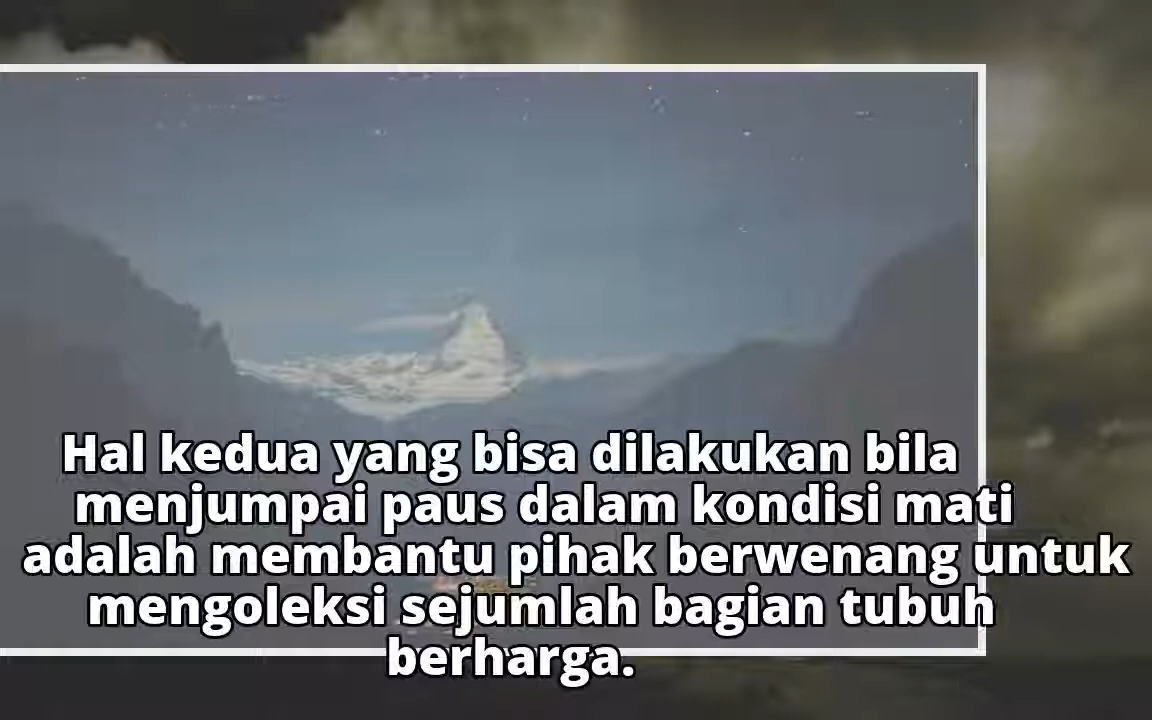 Hal kedua yang bisa dilakukan bila
menjumpai paus dalam kondisi mati
adalah membantu pihak berwenang untuk
mengoleksi sejumlah bagian tubuh
berharga.